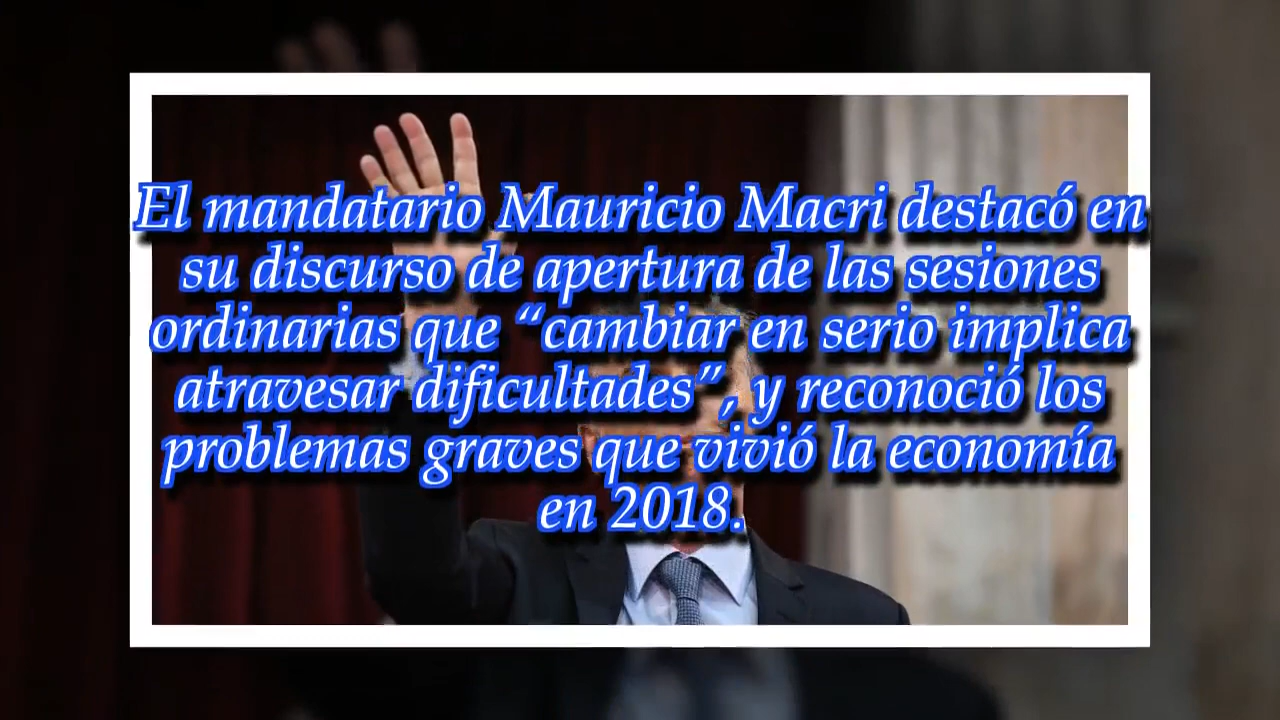 El mandatario Mauricio Macri destacó en
su discurso de apertura de las sesiones
ordinarias que “cambiar en serio implica
atravesar dificultades”, y reconoció los
problemas graves que vivió la economía
en 2018.